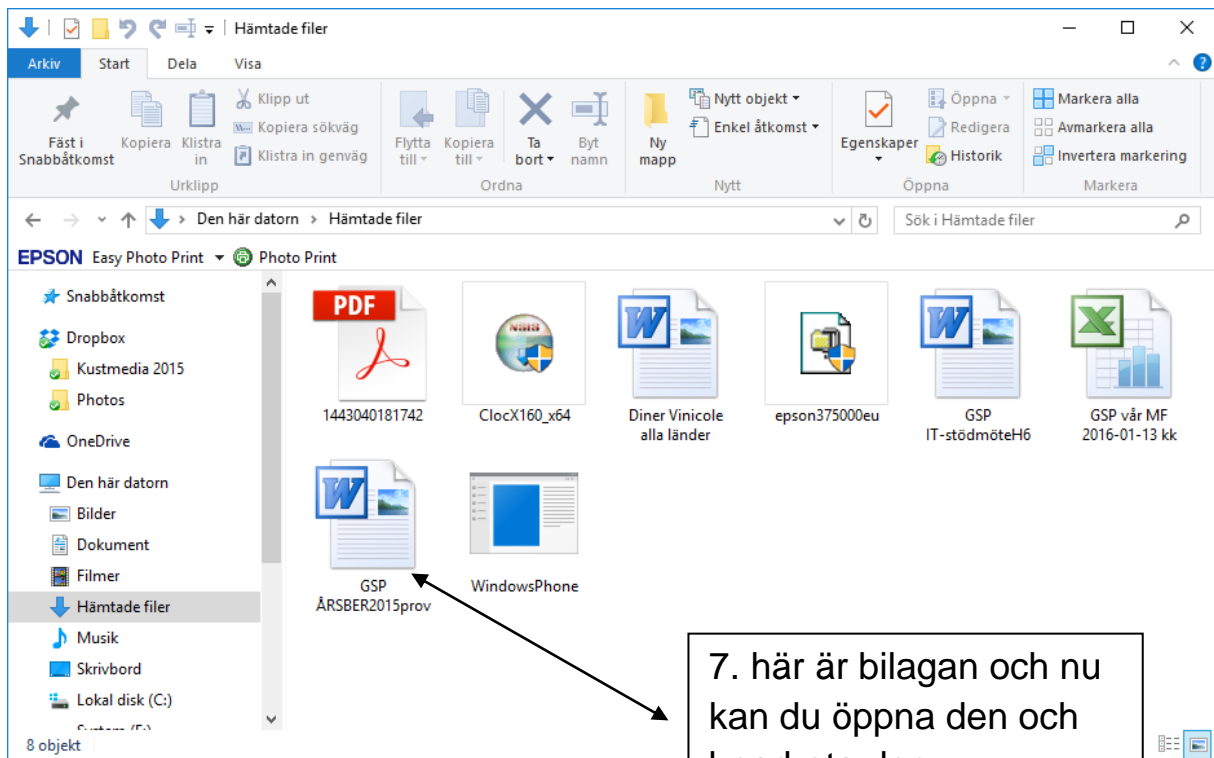 Hämtade filer
Arkiv Start Dela Visa
Fäst i Snabbåtkomst
Kopiera
Klistra in
Klipp ut
Kopiera sökväg
Klistra in genväg
Urklipp
Flytta till
Kopiera till
Ta bort
Byt namn
Ordna
Ny mapp
Nytt objekt
Enkel åtkomst
Nytt
Egenskaper
Öppna
Redigera
Historik
Öppna
Markera alla
Avmarkera alla
Invertera markering
Markera
Den här datorn > Hämtade filer
Sök i Hämtade filer
EPSON Easy Photo Print Photo Print
Snabbåtkomst
Dropbox
Kustmedia 2015
Photos
OneDrive
Den här datorn
Bilder
Dokument
Filmer
Hämtade filer
Musik
Skrivbord
Lokal disk (C:)
PDF
1443040181742
NSIS
ClocX160_x64
Diner Vinicole
alla länder
epson375000eu
GSP
IT-stödmöteH6
GSP vår MF
2016-01-13 kk
GSP
ÅRSBER2015prov
WindowsPhone
7. här är bilagan och nu
kan du öppna den och
8 objekt